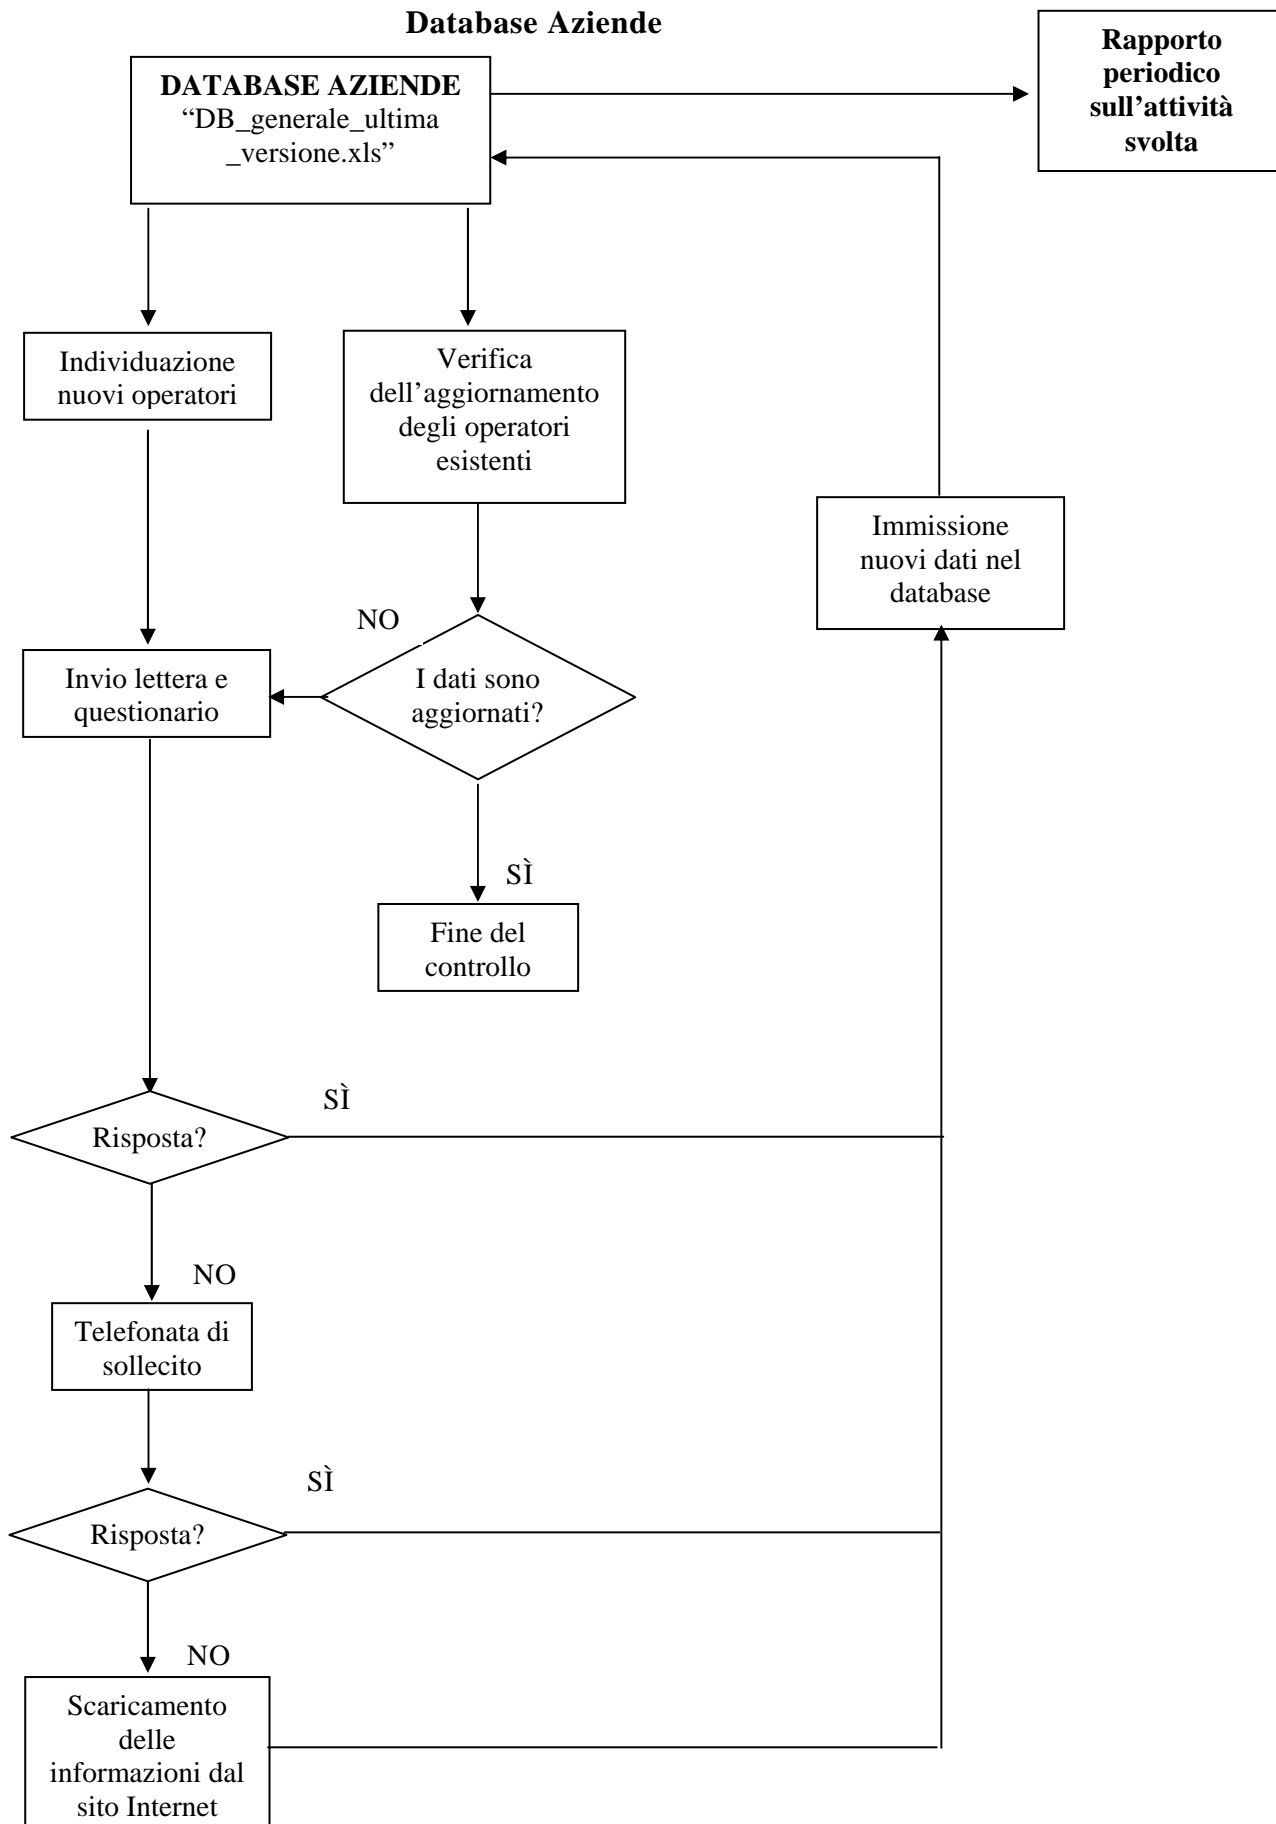 Database Aziende
DATABASE AZIENDE
“DB_generale_ultima
_versione.xls”
Rapporto
periodico
sull’attività
svolta
Individuazione
nuovi operatori
Verifica
dell’aggiornamento
degli operatori
esistenti
Immissione
nuovi dati nel
database
NO
Invio lettera e
questionario
I dati sono
aggiornati?
SÌ
Fine del
controllo
SÌ
Risposta?
NO
Telefonata di
sollecito
SÌ
Risposta?
NO
Scaricamento
delle
informazioni dal
sito Internet